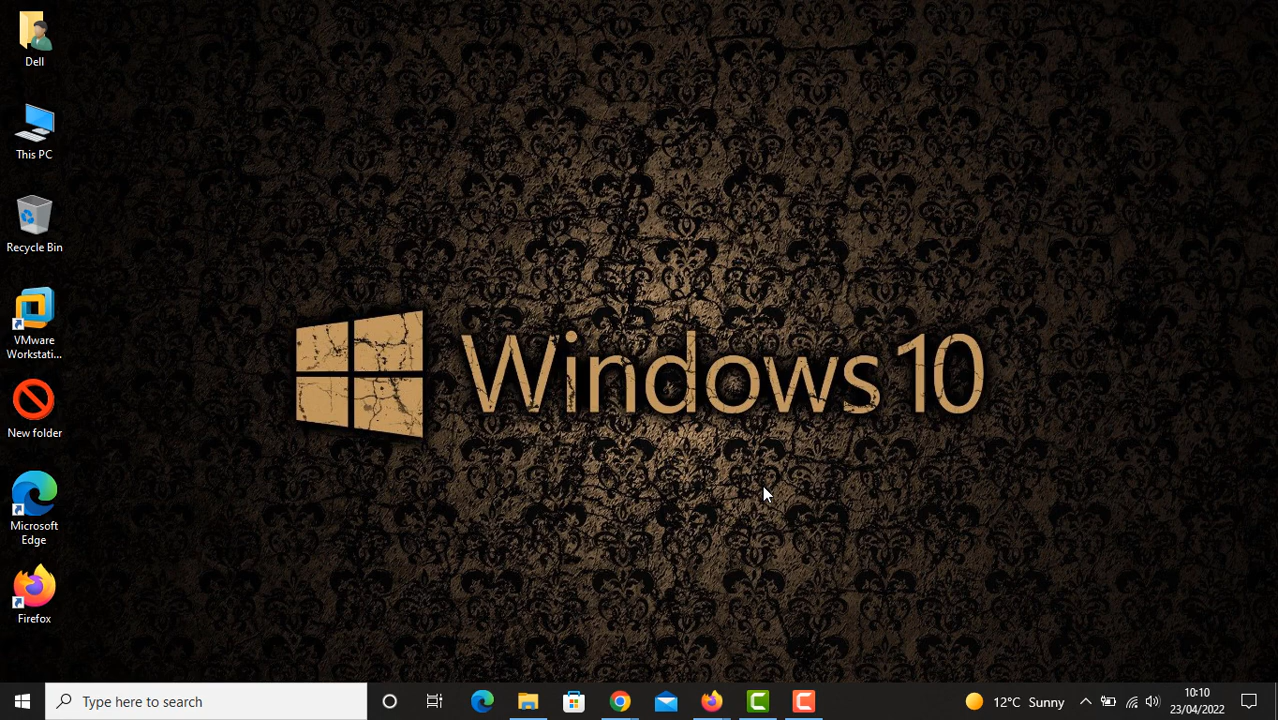 Dell
This PC
Recycle Bin
VMware
Workstati...
New folder
Microsoft
Edge
Firefox
Windows 10
Type here to search
12°C Sunny
10:10
23/04/2022